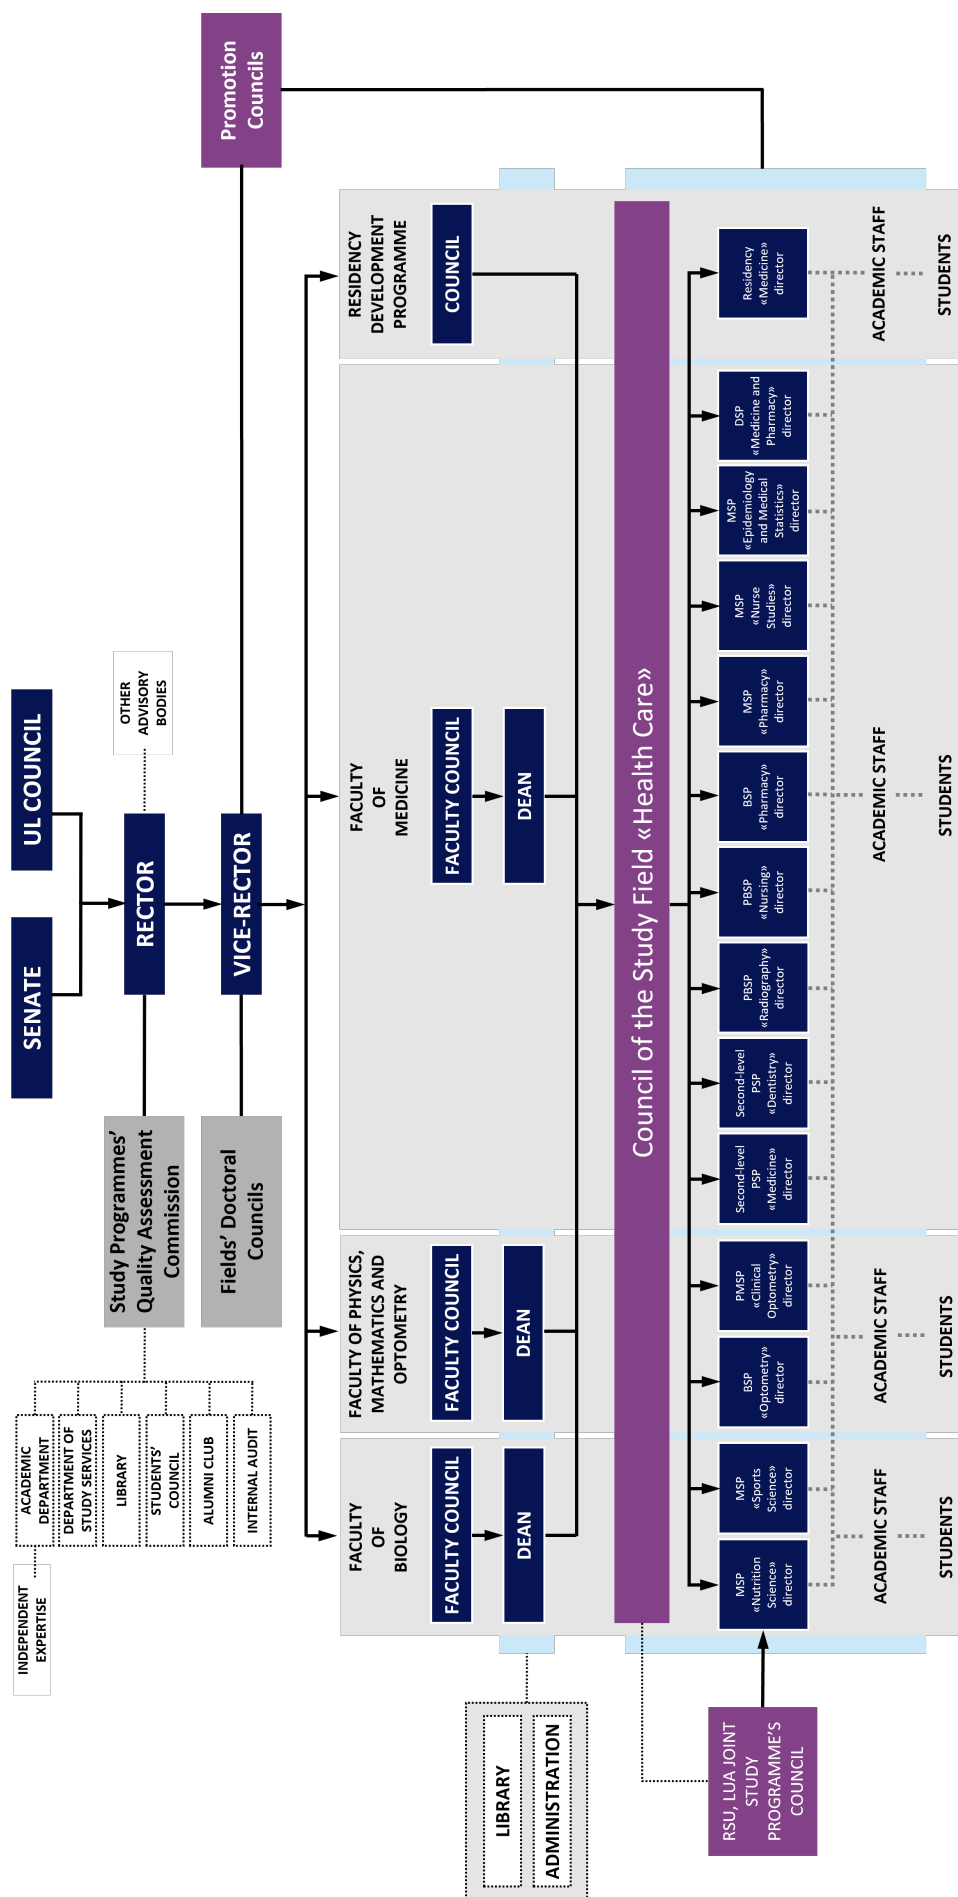 SENATE
UL COUNCIL
RECTOR
OTHER
ADVISORY
BODIES
VICE-RECTOR
Promotion
Councils
Study Programmes’
Quality Assessment
Commission
Fields’ Doctoral
Councils
INDEPENDENT
EXPERTISE
ACADEMIC
DEPARTMENT
DEPARTMENT OF
STUDY SERVICES
LIBRARY
STUDENTS’
COUNCIL
ALUMNI CLUB
INTERNAL AUDIT
FACULTY
OF
BIOLOGY
FACULTY OF PHYSICS,
MATHEMATICS AND
OPTOMETRY
FACULTY
OF
MEDICINE
RESIDENCY
DEVELOPMENT
PROGRAMME
FACULTY COUNCIL
FACULTY COUNCIL
FACULTY COUNCIL
COUNCIL
DEAN
DEAN
DEAN
LIBRARY
ADMINISTRATION
Council of the Study Field «Health Care»
RSU, LUA JOINT
STUDY
PROGRAMME’S
COUNCIL
MSP
«Nutrition
Science»
director
MSP
«Sports
Science»
director
BSP
«Optometry»
director
PMSP
«Clinical
Optometry»
director
Second-level
PSP
«Medicine»
director
Second-level
PSP
«Dentistry»
director
PBSP
«Radiography»
director
PBSP
«Nursing»
director
BSP
«Pharmacy»
director
MSP
«Pharmacy»
director
MSP
«Nurse
Studies»
director
MSP
«Epidemiology
and Medical
Statistics»
director
DSP
«Medicine and
Pharmacy»
director
Residency
«Medicine»
director
ACADEMIC STAFF
ACADEMIC STAFF
ACADEMIC STAFF
ACADEMIC STAFF
STUDENTS
STUDENTS
STUDENTS
STUDENTS